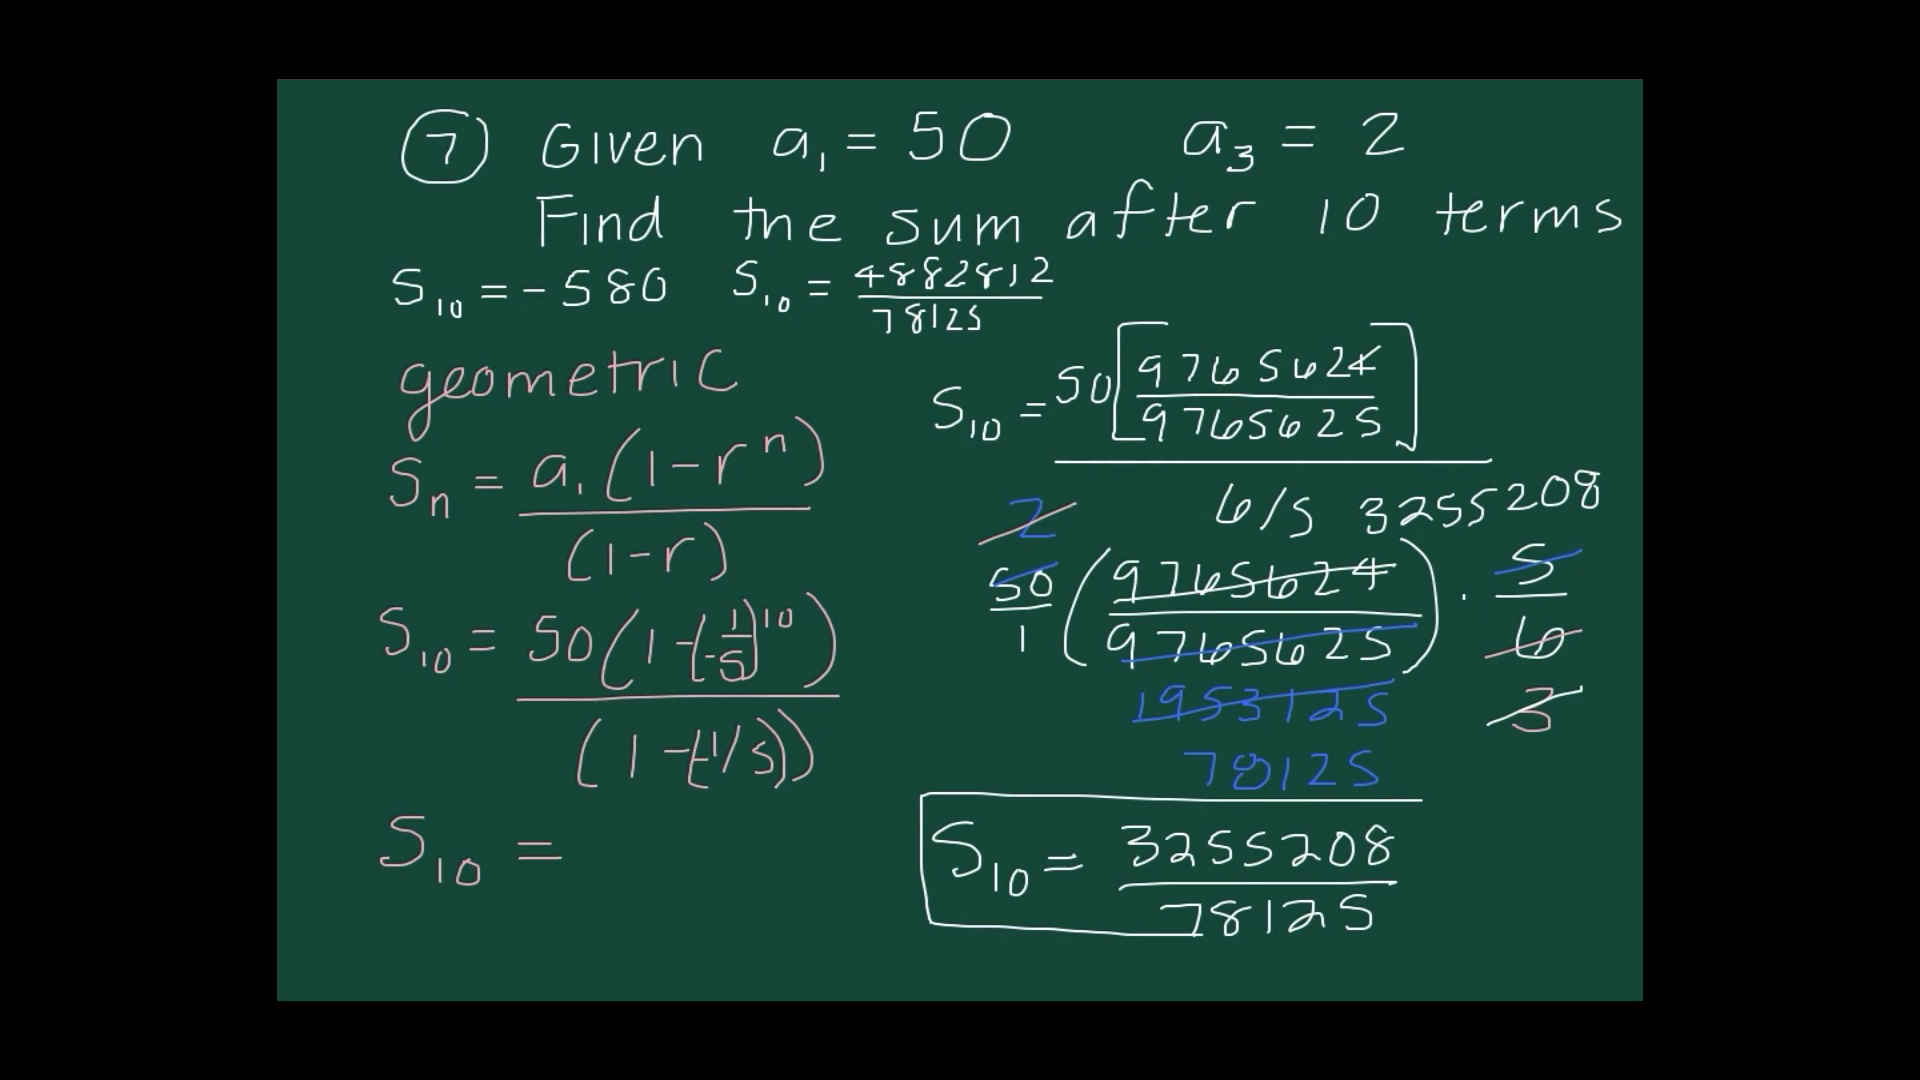 7 Given a₁ = 50 a₃ = 2
Find the sum after 10 terms
S₁₀ = -580 S₁₀ = 4882812/78125
geometric
Sₙ = a₁(1-rⁿ)/(1-r)
S₁₀ = 50(1-(1/-5)¹⁰)/(1-(-1/5))
S₁₀ =
S₁₀ = 50[9765624/9765625]
6/5 3255208
2
50/1 (9765624/9765625) · 5/6
1953125 3
78125
S₁₀ = 3255208/78125